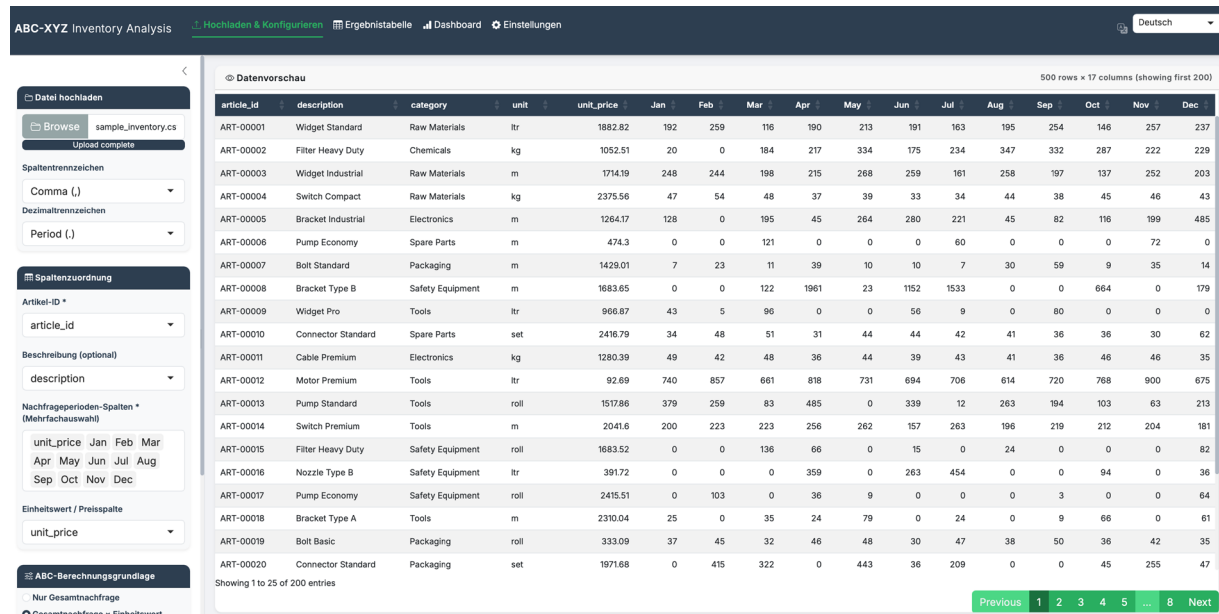 ABC-XYZ Inventory Analysis
Hochladen & Konfigurieren Ergebnistabelle Dashboard Einstellungen
Deutsch
Datei hochladen
Browse sample_inventory.cs
Upload complete
Spaltentrennzeichen
Comma (,)
Dezimaltrennzeichen
Period (.)
Spaltenzuordnung
Artikel-ID *
article_id
Beschreibung (optional)
description
Nachfrageperioden-Spalten *
(Mehrfachauswahl)
unit_price Jan Feb Mar
Apr May Jun Jul Aug
Sep Oct Nov Dec
Einheitswert / Preisspalte
unit_price
ABC-Berechnungsgrundlage
Nur Gesamtnachfrage
Gesamtnachfrage × Einheitswert
Datenvorschau
500 rows × 17 columns (showing first 200)
article_id description category unit unit_price Jan Feb Mar Apr May Jun Jul Aug Sep Oct Nov Dec
ART-00001 Widget Standard Raw Materials ltr 1882.82 192 259 116 190 213 191 163 195 254 146 257 237
ART-00002 Filter Heavy Duty Chemicals kg 1052.51 20 0 184 217 334 175 234 347 332 287 222 229
ART-00003 Widget Industrial Raw Materials m 1714.19 248 244 198 215 268 259 161 258 197 137 252 203
ART-00004 Switch Compact Raw Materials kg 2375.56 47 54 48 37 39 33 34 44 38 45 46 43
ART-00005 Bracket Industrial Electronics m 1264.17 128 0 195 45 264 280 221 45 82 116 199 485
ART-00006 Pump Economy Spare Parts m 474.3 0 0 121 0 0 0 60 0 0 0 72 0
ART-00007 Bolt Standard Packaging m 1429.01 7 23 11 39 10 10 7 30 59 9 35 14
ART-00008 Bracket Type B Safety Equipment m 1683.65 0 0 122 1961 23 1152 1533 0 0 664 0 179
ART-00009 Widget Pro Tools ltr 966.87 43 5 96 0 0 56 9 0 80 0 0 0
ART-00010 Connector Standard Spare Parts set 2416.79 34 48 51 31 44 44 42 41 36 36 30 62
ART-00011 Cable Premium Electronics kg 1280.39 49 42 48 36 44 39 43 41 36 46 46 35
ART-00012 Motor Premium Tools ltr 92.69 740 857 661 818 731 694 706 614 720 768 900 675
ART-00013 Pump Standard Tools roll 1517.86 379 259 83 485 0 339 12 263 194 103 63 213
ART-00014 Switch Premium Tools m 2041.6 200 223 223 256 262 157 263 196 219 212 204 181
ART-00015 Filter Heavy Duty Safety Equipment roll 1683.52 0 0 136 66 0 15 0 24 0 0 0 82
ART-00016 Nozzle Type B Safety Equipment ltr 391.72 0 0 0 359 0 263 454 0 0 94 0 36
ART-00017 Pump Economy Safety Equipment roll 2415.51 0 103 0 36 9 0 0 0 3 0 0 64
ART-00018 Bracket Type A Tools m 2310.04 25 0 35 24 79 0 24 0 9 66 0 61
ART-00019 Bolt Basic Packaging roll 333.09 37 45 32 46 48 30 47 38 50 36 42 35
ART-00020 Connector Standard Packaging set 1971.68 0 415 322 0 443 36 209 0 0 45 255 47
Showing 1 to 25 of 200 entries
Previous 1 2 3 4 5 ... 8 Next